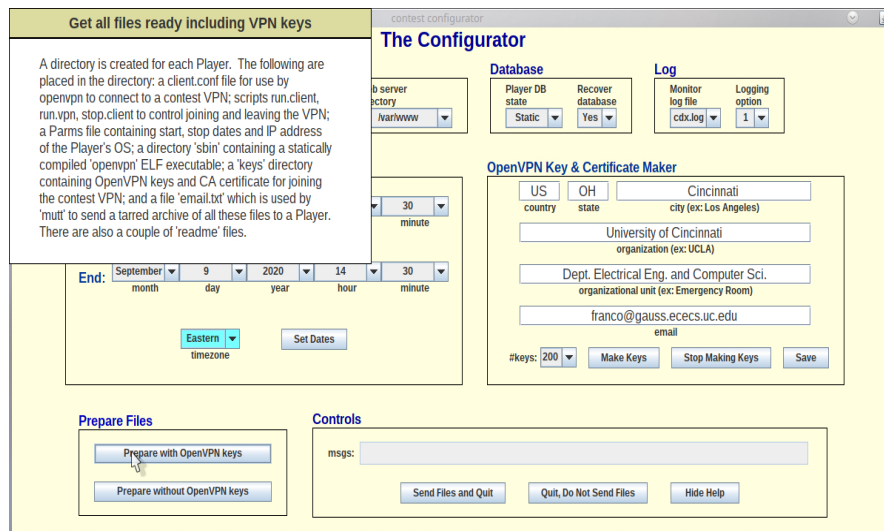 Get all files ready including VPN keys
A directory is created for each Player. The following are
placed in the directory: a client.conf file for use by
openvpn to connect to a contest VPN; scripts run.client,
run.vpn, stop.client to control joining and leaving the VPN;
a Parms file containing start, stop dates and IP address
of the Player's OS; a directory 'sbin' containing a statically
compiled 'openvpn' ELF executable; a 'keys' directory
containing OpenVPN keys and CA certificate for joining
the contest VPN; and a file 'email.txt' which is used by
'mutt' to send a tarred archive of all these files to a Player.
There are also a couple of 'readme' files.
contest configurator
The Configurator
/var/www
Database
Player DB state
Static
Recover database
Yes
Log
Monitor log file
cdx.log
Logging option
1
30
minute
End:
September 9 2020 14 30
month day year hour minute
Eastern
timezone
Set Dates
OpenVPN Key & Certificate Maker
US OH Cincinnati
country state city (ex: Los Angeles)
University of Cincinnati
organization (ex: UCLA)
Dept. Electrical Eng. and Computer Sci.
organizational unit (ex: Emergency Room)
franco@gauss.ececs.uc.edu
email
#keys: 200 Make Keys Stop Making Keys Save
Prepare Files
Prepare with OpenVPN keys
Prepare without OpenVPN keys
Controls
msgs:
Send Files and Quit Quit, Do Not Send Files Hide Help